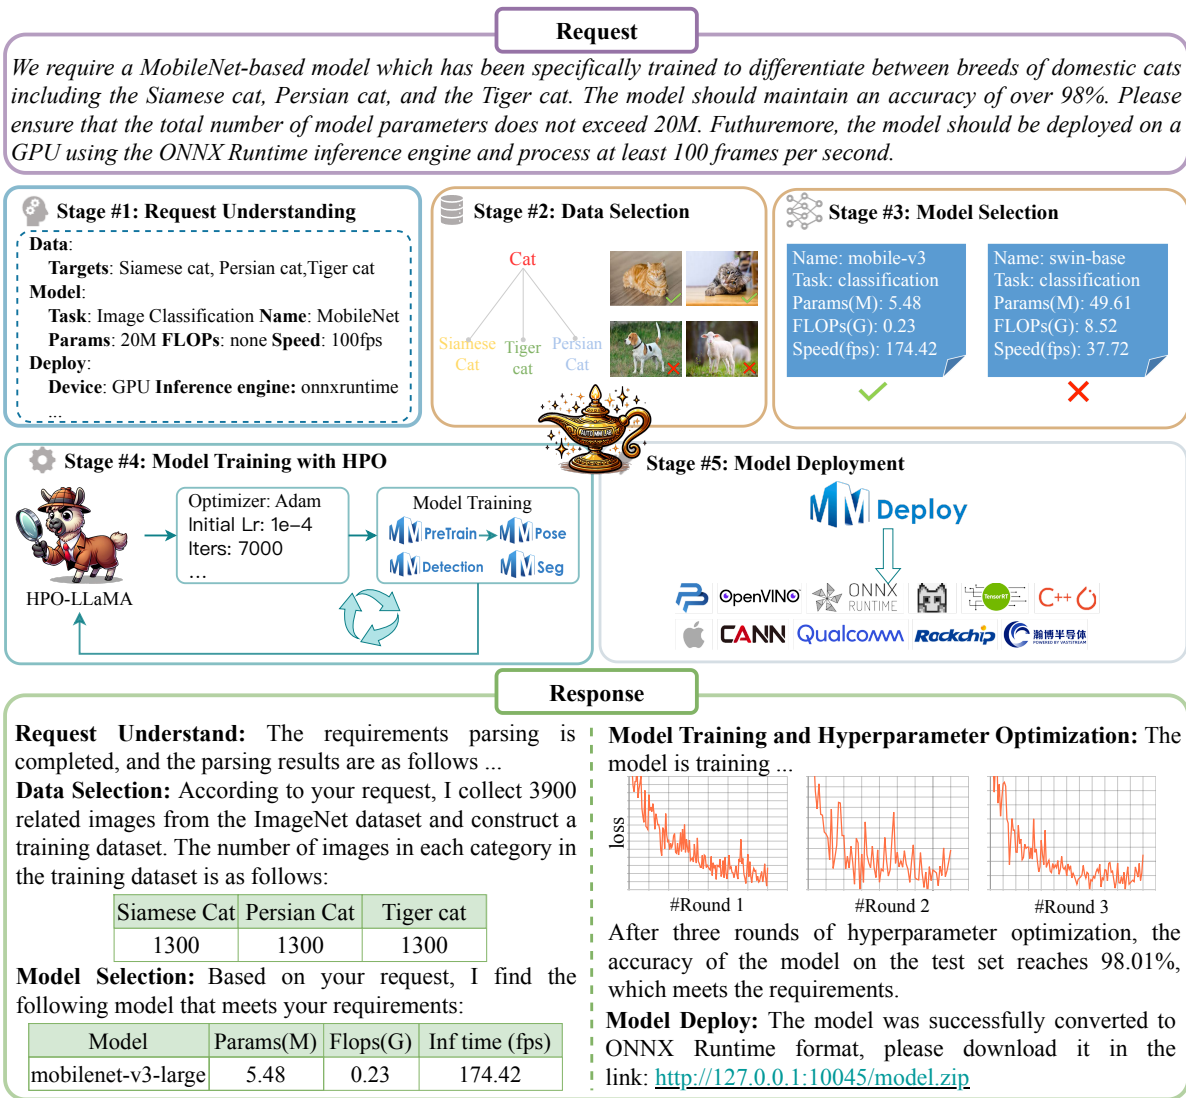 Request
We require a MobileNet-based model which has been specifically trained to differentiate between breeds of domestic cats
including the Siamese cat, Persian cat, and the Tiger cat. The model should maintain an accuracy of over 98%. Please
ensure that the total number of model parameters does not exceed 20M. Futhuremore, the model should be deployed on a
GPU using the ONNX Runtime inference engine and process at least 100 frames per second.
Stage #1: Request Understanding
Data:
Targets: Siamese cat, Persian cat,Tiger cat
Model:
Task: Image Classification Name: MobileNet
Params: 20M FLOPs: none Speed: 100fps
Deploy:
Device: GPU Inference engine: onnxruntime
...
Stage #2: Data Selection
Cat
Siamese
Cat
Tiger
cat
Persian
Cat
Stage #3: Model Selection
Name: mobile-v3
Task: classification
Params(M): 5.48
FLOPs(G): 0.23
Speed(fps): 174.42
Name: swin-base
Task: classification
Params(M): 49.61
FLOPs(G): 8.52
Speed(fps): 37.72
Stage #4: Model Training with HPO
HPO-LLaMA
Optimizer: Adam
Initial Lr: 1e-4
Iters: 7000
...
Model Training
MM PreTrain
MM Pose
MM Detection
MM Seg
Stage #5: Model Deployment
MM Deploy
OpenVINO
ONNX
RUNTIME
TensorRT
C++
CANN
Qualcomm
Rockchip
瀚博半导体
POWERED BY VASTSTREAM
Response
Request Understand: The requirements parsing is
completed, and the parsing results are as follows ...
Data Selection: According to your request, I collect 3900
related images from the ImageNet dataset and construct a
training dataset. The number of images in each category in
the training dataset is as follows:
Siamese Cat Persian Cat Tiger cat
1300 1300 1300
Model Selection: Based on your request, I find the
following model that meets your requirements:
Model Params(M) Flops(G) Inf time (fps)
mobilenet-v3-large 5.48 0.23 174.42
Model Training and Hyperparameter Optimization: The
model is training ...
loss
#Round 1
#Round 2
#Round 3
After three rounds of hyperparameter optimization, the
accuracy of the model on the test set reaches 98.01%,
which meets the requirements.
Model Deploy: The model was successfully converted to
ONNX Runtime format, please download it in the
link: http://127.0.0.1:10045/model.zip